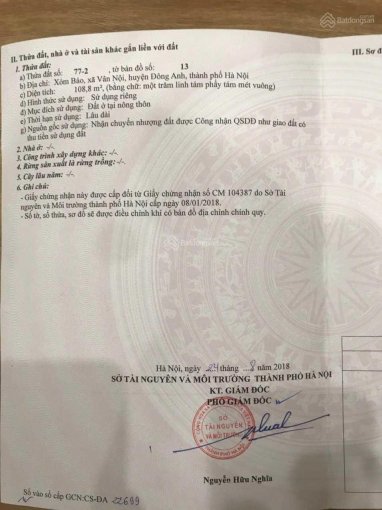 Batdongsan
II. Thửa đất, nhà ở và tài sản khác gắn liền với đất
III. Sơ đ
1. Thửa đất:
a) Thửa đất số: 77-2 , tờ bản đồ số: 13
b) Địa chỉ: Xóm Bảo, xã Vân Nội, huyện Đông Anh, thành phố Hà Nội
c) Diện tích: 108,8 m², (bằng chữ: một trăm linh tám phẩy tám mét vuông)
d) Hình thức sử dụng: Sử dụng riêng
đ) Mục đích sử dụng: Đất ở tại nông thôn
e) Thời hạn sử dụng: Lâu dài
g) Nguồn gốc sử dụng: Nhận chuyển nhượng đất được Công nhận QSDĐ như giao đất có
thu tiền sử dụng đất
2. Nhà ở: -/-
3. Công trình xây dựng khác: -/-
4. Rừng sản xuất là rừng trồng: -/-
5. Cây lâu năm: -/-
6. Ghi chú:
- Giấy chứng nhận này được cấp đổi từ Giấy chứng nhận số CM 104387 do Sở Tài
nguyên và Môi trường thành phố Hà Nội cấp ngày 08/01/2018.
- Số tờ, số thửa, sơ đồ sẽ được điều chỉnh khi có bản đồ địa chính chính quy.
Hà Nội, ngày 24 tháng 8 năm 2018
SỞ TÀI NGUYÊN VÀ MÔI TRƯỜNG THÀNH PHỐ HÀ NỘI
KT. GIÁM ĐỐC
PHÓ GIÁM ĐỐC
SỞ
TÀI NGUYÊN
VÀ MÔI TRƯỜNG
Nguyễn Hữu Nghĩa
Số vào sổ cấp GCN:CS-ĐA 22699